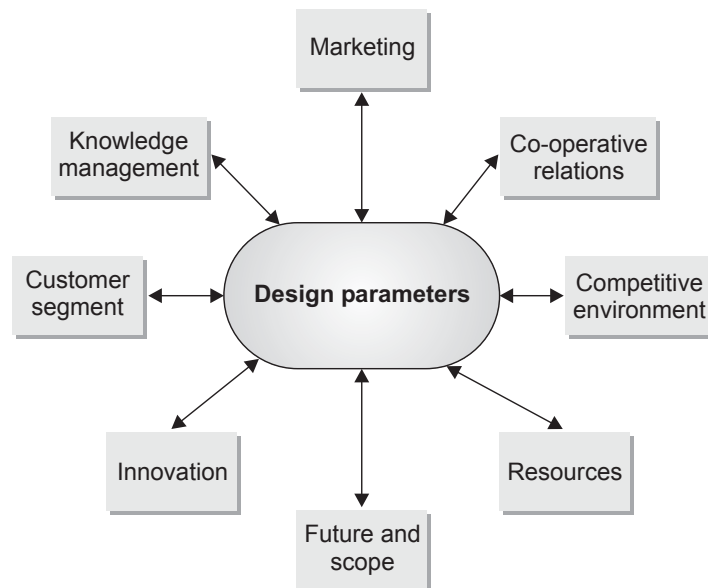 Marketing
Knowledge
management
Co-operative
relations
Customer
segment
Design parameters
Competitive
environment
Innovation
Resources
Future and
scope